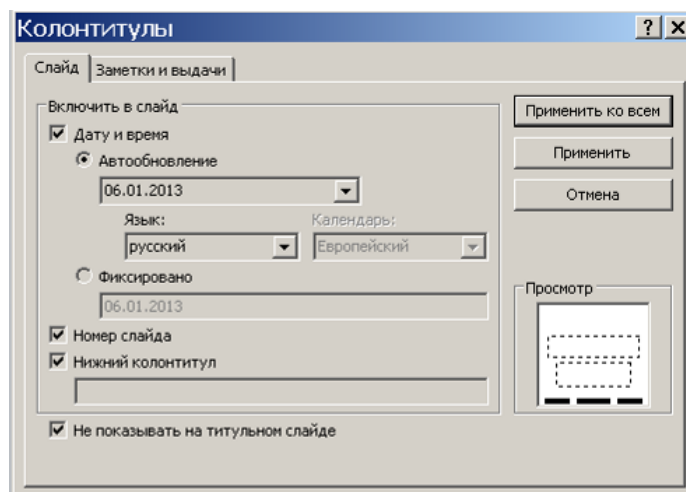 Колонтитулы
Слайд Заметки и выдачи
Включить в слайд
Дату и время
Автообновление
06.01.2013
Язык: Календарь:
русский Европейский
Фиксировано
06.01.2013
Номер слайда
Нижний колонтитул
Не показывать на титульном слайде
Применить ко всем
Применить
Отмена
Просмотр